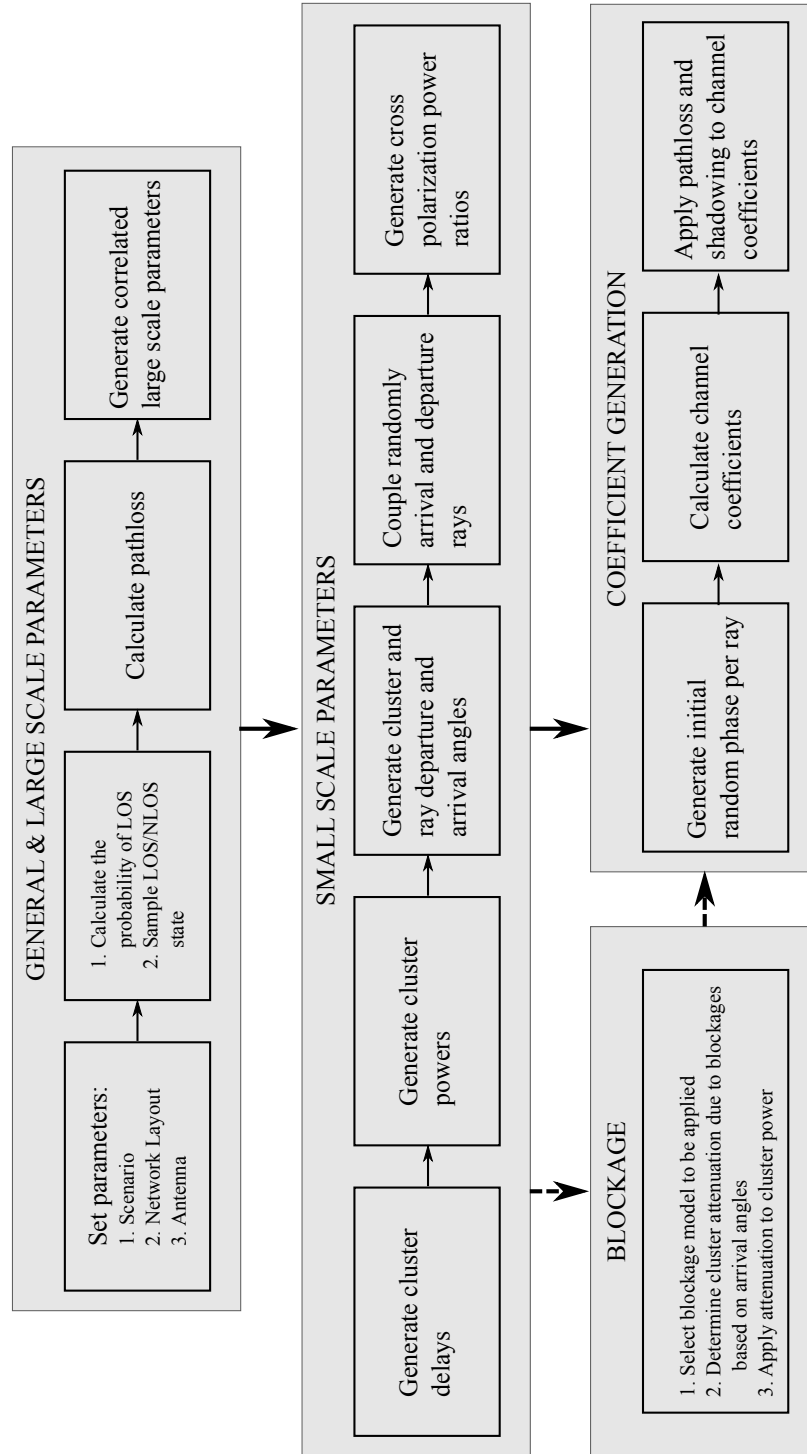 GENERAL & LARGE SCALE PARAMETERS
Set parameters:
1. Scenario
2. Network Layout
3. Antenna
1. Calculate the
probability of LOS
2. Sample LOS/NLOS
state
Calculate pathloss
Generate correlated
large scale parameters
SMALL SCALE PARAMETERS
Generate cluster
delays
Generate cluster
powers
Generate cluster and
ray departure and
arrival angles
Couple randomly
arrival and departure
rays
Generate cross
polarization power
ratios
BLOCKAGE
1. Select blockage model to be applied
2. Determine cluster attenuation due to blockages
based on arrival angles
3. Apply attenuation to cluster power
COEFFICIENT GENERATION
Generate initial
random phase per ray
Calculate channel
coefficients
Apply pathloss and
shadowing to channel
coefficients